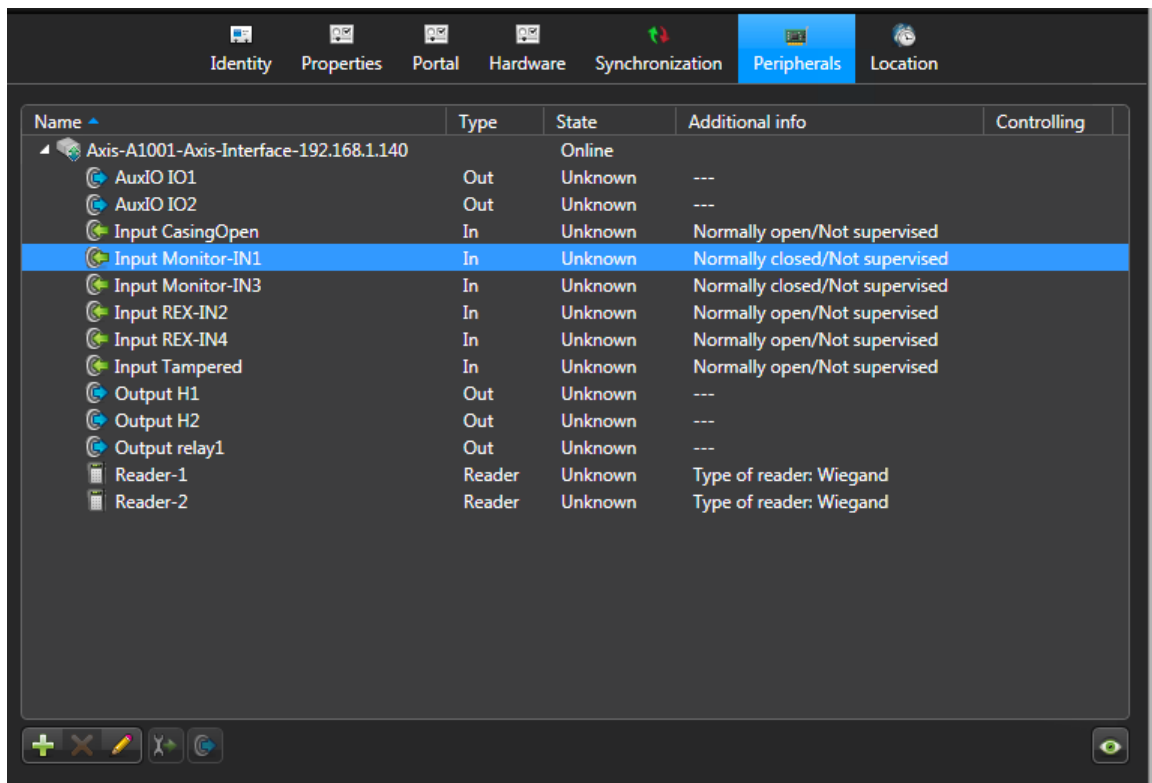 Identity Properties Portal Hardware Synchronization Peripherals Location
Name Type State Additional info Controlling
Axis-A1001-Axis-Interface-192.168.1.140 Online
AuxIO IO1 Out Unknown ---
AuxIO IO2 Out Unknown ---
Input CasingOpen In Unknown Normally open/Not supervised
Input Monitor-IN1 In Unknown Normally closed/Not supervised
Input Monitor-IN3 In Unknown Normally closed/Not supervised
Input REX-IN2 In Unknown Normally open/Not supervised
Input REX-IN4 In Unknown Normally open/Not supervised
Input Tampered In Unknown Normally open/Not supervised
Output H1 Out Unknown ---
Output H2 Out Unknown ---
Output relay1 Out Unknown ---
Reader-1 Reader Unknown Type of reader: Wiegand
Reader-2 Reader Unknown Type of reader: Wiegand